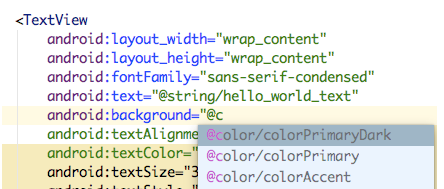 <TextView
android:layout_width="wrap_content"
android:layout_height="wrap_content"
android:fontFamily="sans-serif-condensed"
android:text="@string/hello_world_text"
android:background="@c
android:textAlignme
@color/colorPrimaryDark
android:textColor="
@color/colorPrimary
android:textSize="3
@color/colorAccent